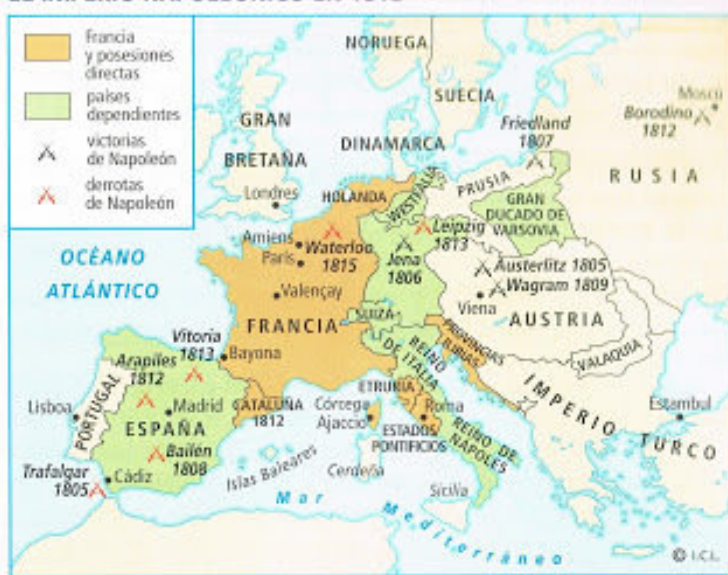 Francia
y posesiones
directas
países
dependientes
victorias
de Napoleón
derrotas
de Napoleón
NORUEGA
SUECIA
Moscú
Borodino
1812
GRAN
BRETAÑA
DINAMARCA
Friedland
1807
RUSIA
Londres
HOLANDA
WESTFALIA
PRUSIA
GRAN
DUCADO DE
VARSOVIA
Amiens
Waterloo
1815
Leipzig
1813
París
Jena
1806
OCÉANO
ATLÁNTICO
Austerlitz 1805
Wagram 1809
Valençay
Viena
FRANCIA
SUIZA
AUSTRIA
Vitoria
1813
Bayona
REINO
DE ITALIA
PROVINCIAS
ILIRIAS
VALAQUIA
Arapiles
1812
ETRURIA
IMPERIO
TURCO
PORTUGAL
Lisboa
Madrid
ESPAÑA
CATALUÑA
1812
Córcega
Ajaccio
Roma
ESTADOS
PONTIFICIOS
REINO DE
NÁPOLES
Estambul
Bailén
1808
Trafalgar
1805
Cádiz
Islas Baleares
Cerdeña
Sicilia
Mar Mediterráneo
© I.C.L.